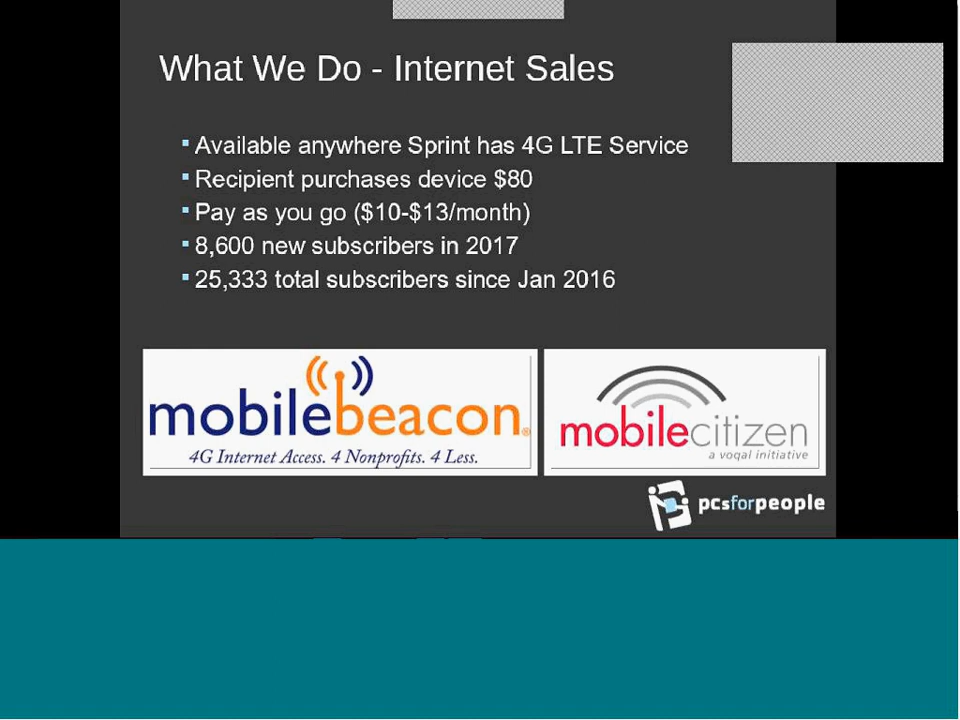 What We Do - Internet Sales
Available anywhere Sprint has 4G LTE Service
Recipient purchases device $80
Pay as you go ($10-$13/month)
8,600 new subscribers in 2017
25,333 total subscribers since Jan 2016
mobilebeacon®
4G Internet Access. 4 Nonprofits. 4 Less.
mobilecitizen
a voqal initiative
pcsforpeople